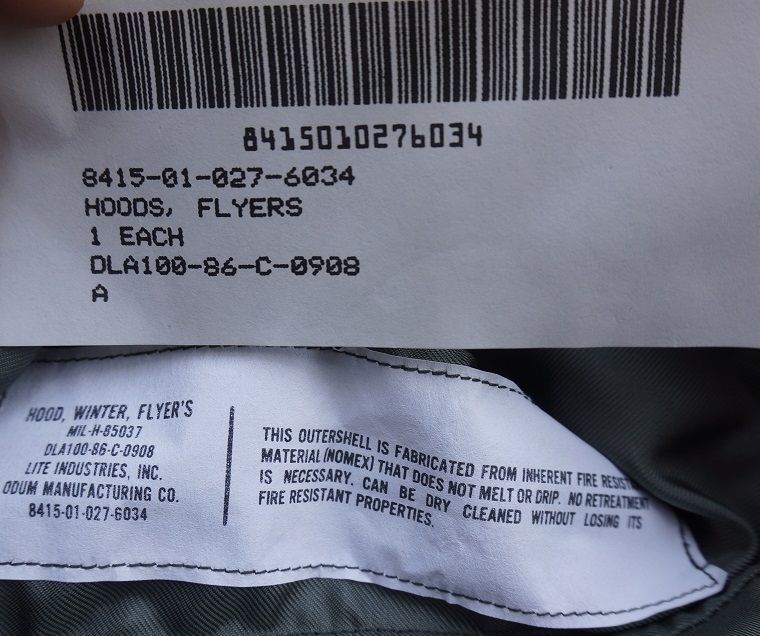 8415010276034
8415-01-027-6034
HOODS, FLYERS
1 EACH
DLA100-86-C-0908
A
HOOD, WINTER, FLYER'S
MIL-H-85037
DLA100-86-C-0908
LITE INDUSTRIES, INC.
ODUM MANUFACTURING CO.
8415-01-027-6034
THIS OUTERSHELL IS FABRICATED FROM INHERENT FIRE
MATERIAL (NOMEX) THAT DOES NOT MELT OR DRIP. NO RETREATMENT
IS NECESSARY. CAN BE DRY CLEANED WITHOUT LOSING ITS
FIRE RESISTANT PROPERTIES.